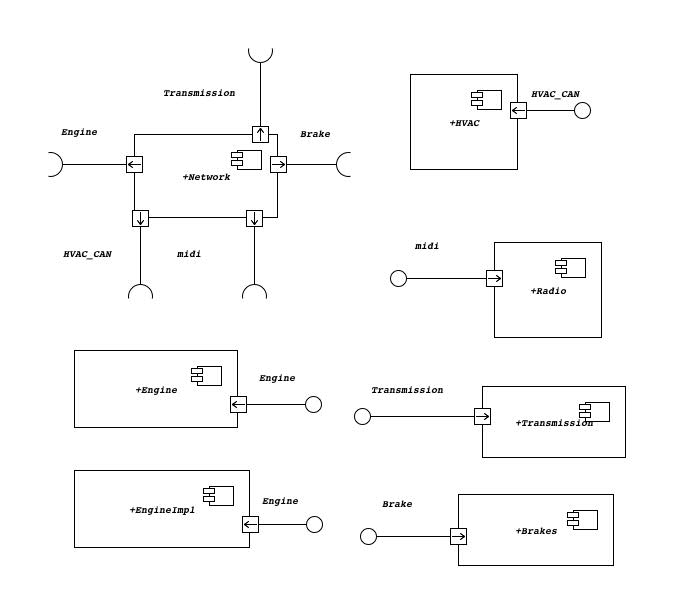 Transmission
HVAC_CAN
Engine
Brake
+HVAC
+Network
HVAC_CAN
midi
midi
+Radio
Engine
+Engine
Transmission
+Transmission
Engine
+EngineImpl
Brake
+Brakes